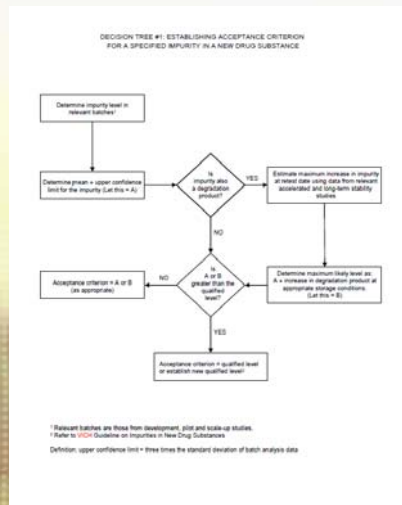 DECISION TREE #1: ESTABLISHING ACCEPTANCE CRITERION
FOR A SPECIFIED IMPURITY IN A NEW DRUG SUBSTANCE
Determine impurity level in
relevant batches¹
Determine mean + upper confidence
limit for the impurity (Let this = A)
Is
impurity also
a degradation
product?
YES
Estimate maximum increase in impurity
at retest date using data from relevant
accelerated and long-term stability
studies
NO
Determine maximum likely level as:
A + increase in degradation product at
appropriate storage conditions.
(Let this = B)
Is
A or B
greater than the
qualified
level?
NO
Acceptance criterion = A or B
(as appropriate)
YES
Acceptance criterion = qualified level
or establish new qualified level²
¹ Relevant batches are those from development, pilot and scale-up studies.
² Refer to VICH Guideline on Impurities in New Drug Substances
Definition: upper confidence limit = three times the standard deviation of batch analysis data